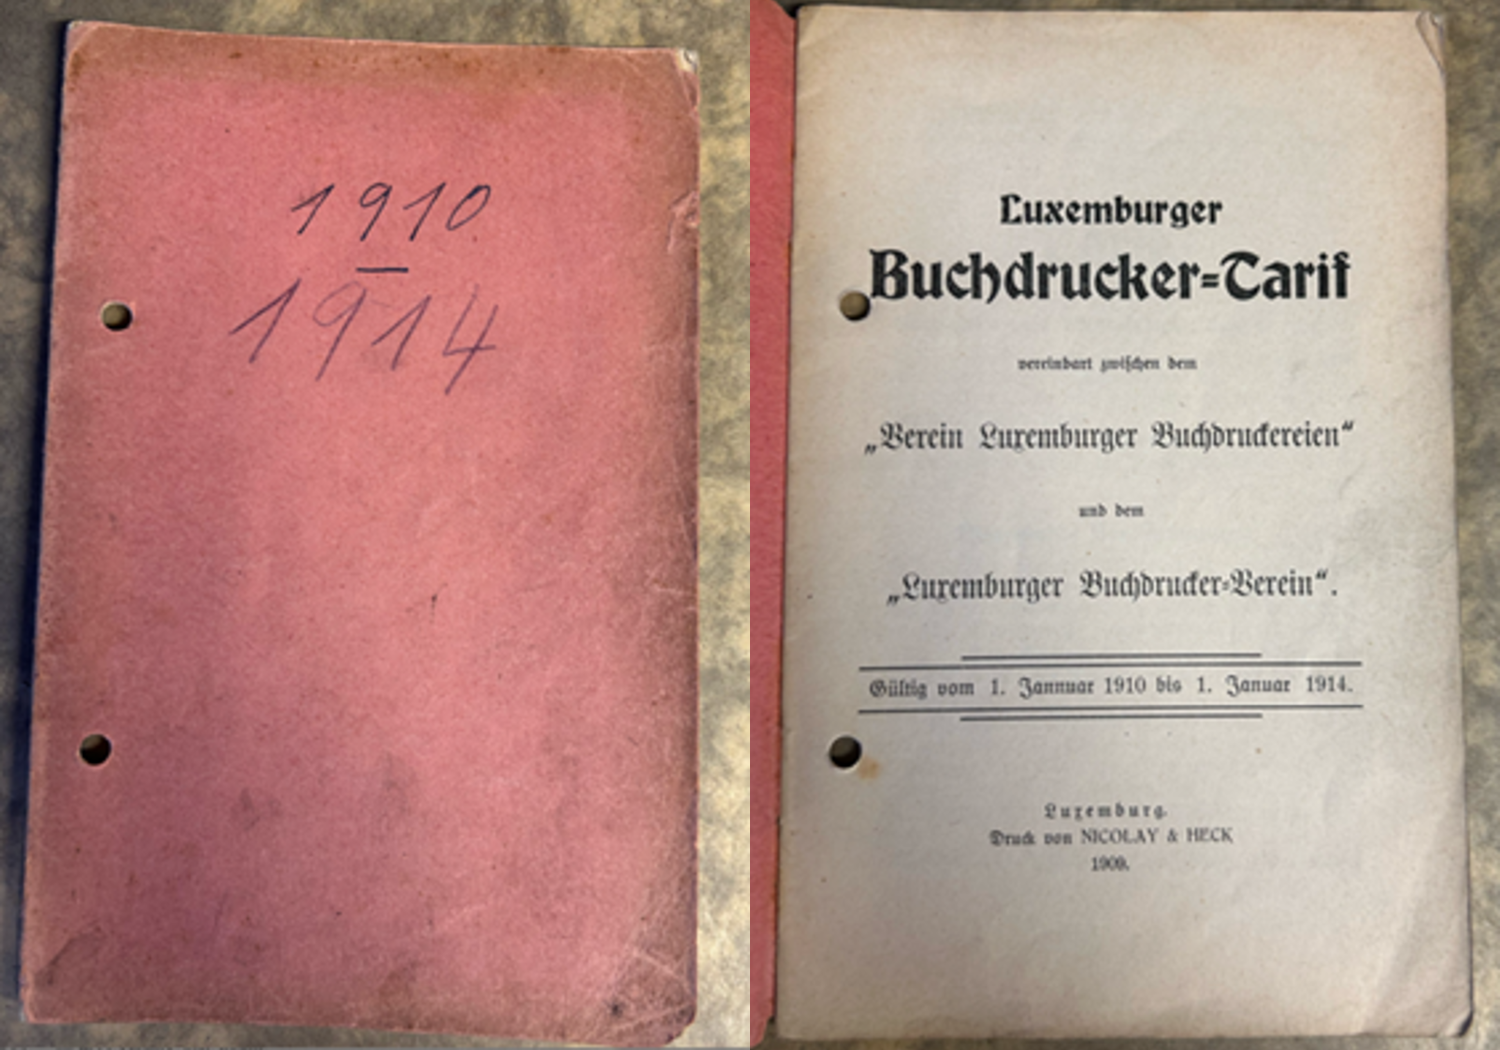 1910
—
1914
Luxemburger
Buchdrucker=Tarif
vereinbart zwischen dem
„Verein Luxemburger Buchdruckereien“
und dem
„Luxemburger Buchdrucker=Verein“.
Gültig vom 1. Jannuar 1910 bis 1. Januar 1914.
Luxemburg.
Druck von NICOLAY & HECK
1909.